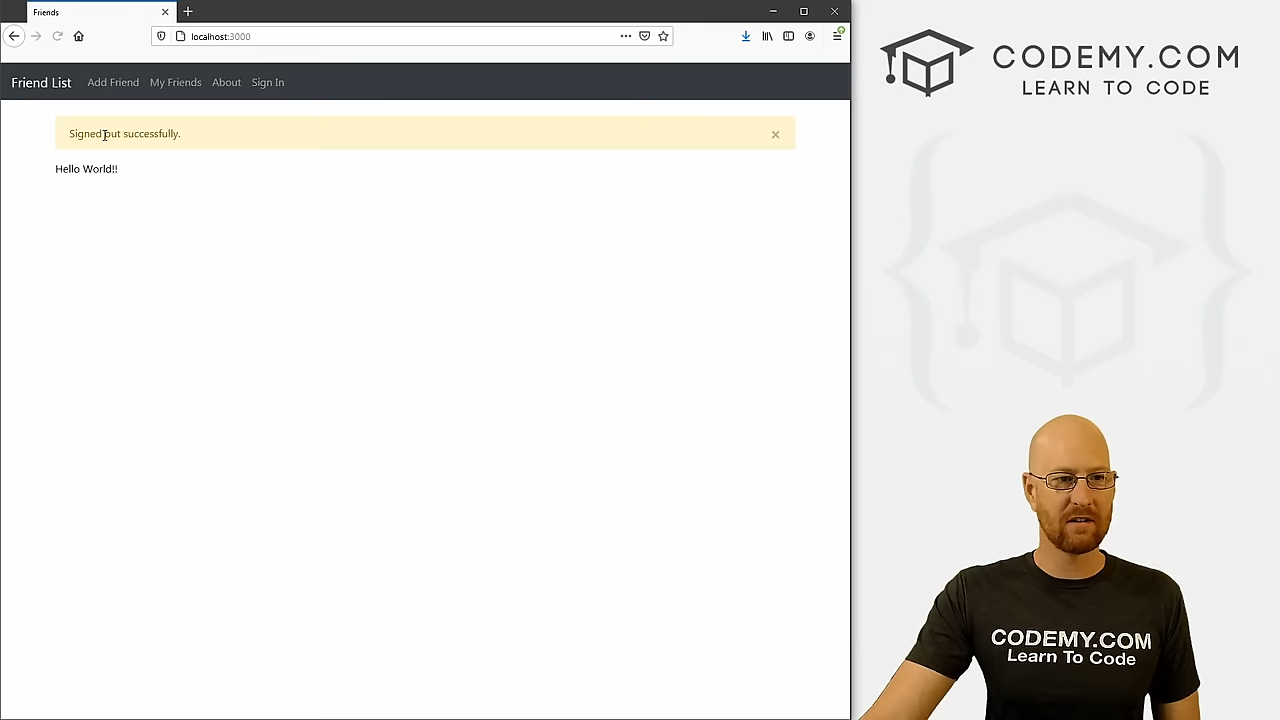 Friends
localhost:3000
Friend List Add Friend My Friends About Sign In
Signed out successfully.
Hello World!!
CODEMY.COM
LEARN TO CODE
CODEMY.COM
Learn To Code